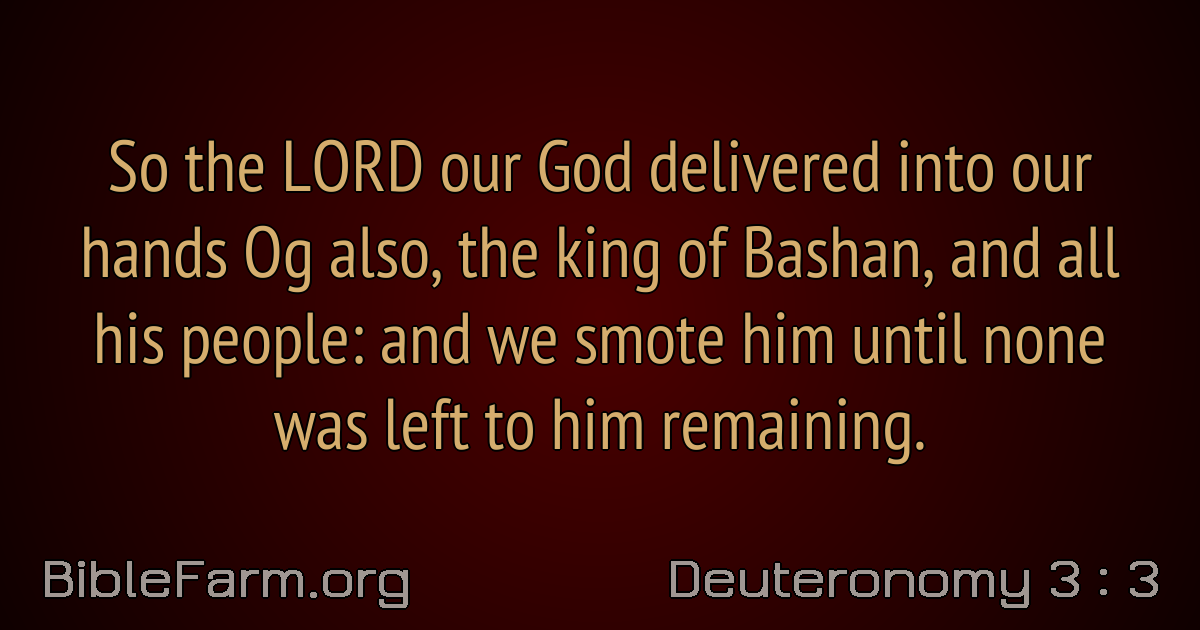 So the LORD our God delivered into our
hands Og also, the king of Bashan, and all
his people: and we smote him until none
was left to him remaining.
BibleFarm.org
Deuteronomy 3 : 3